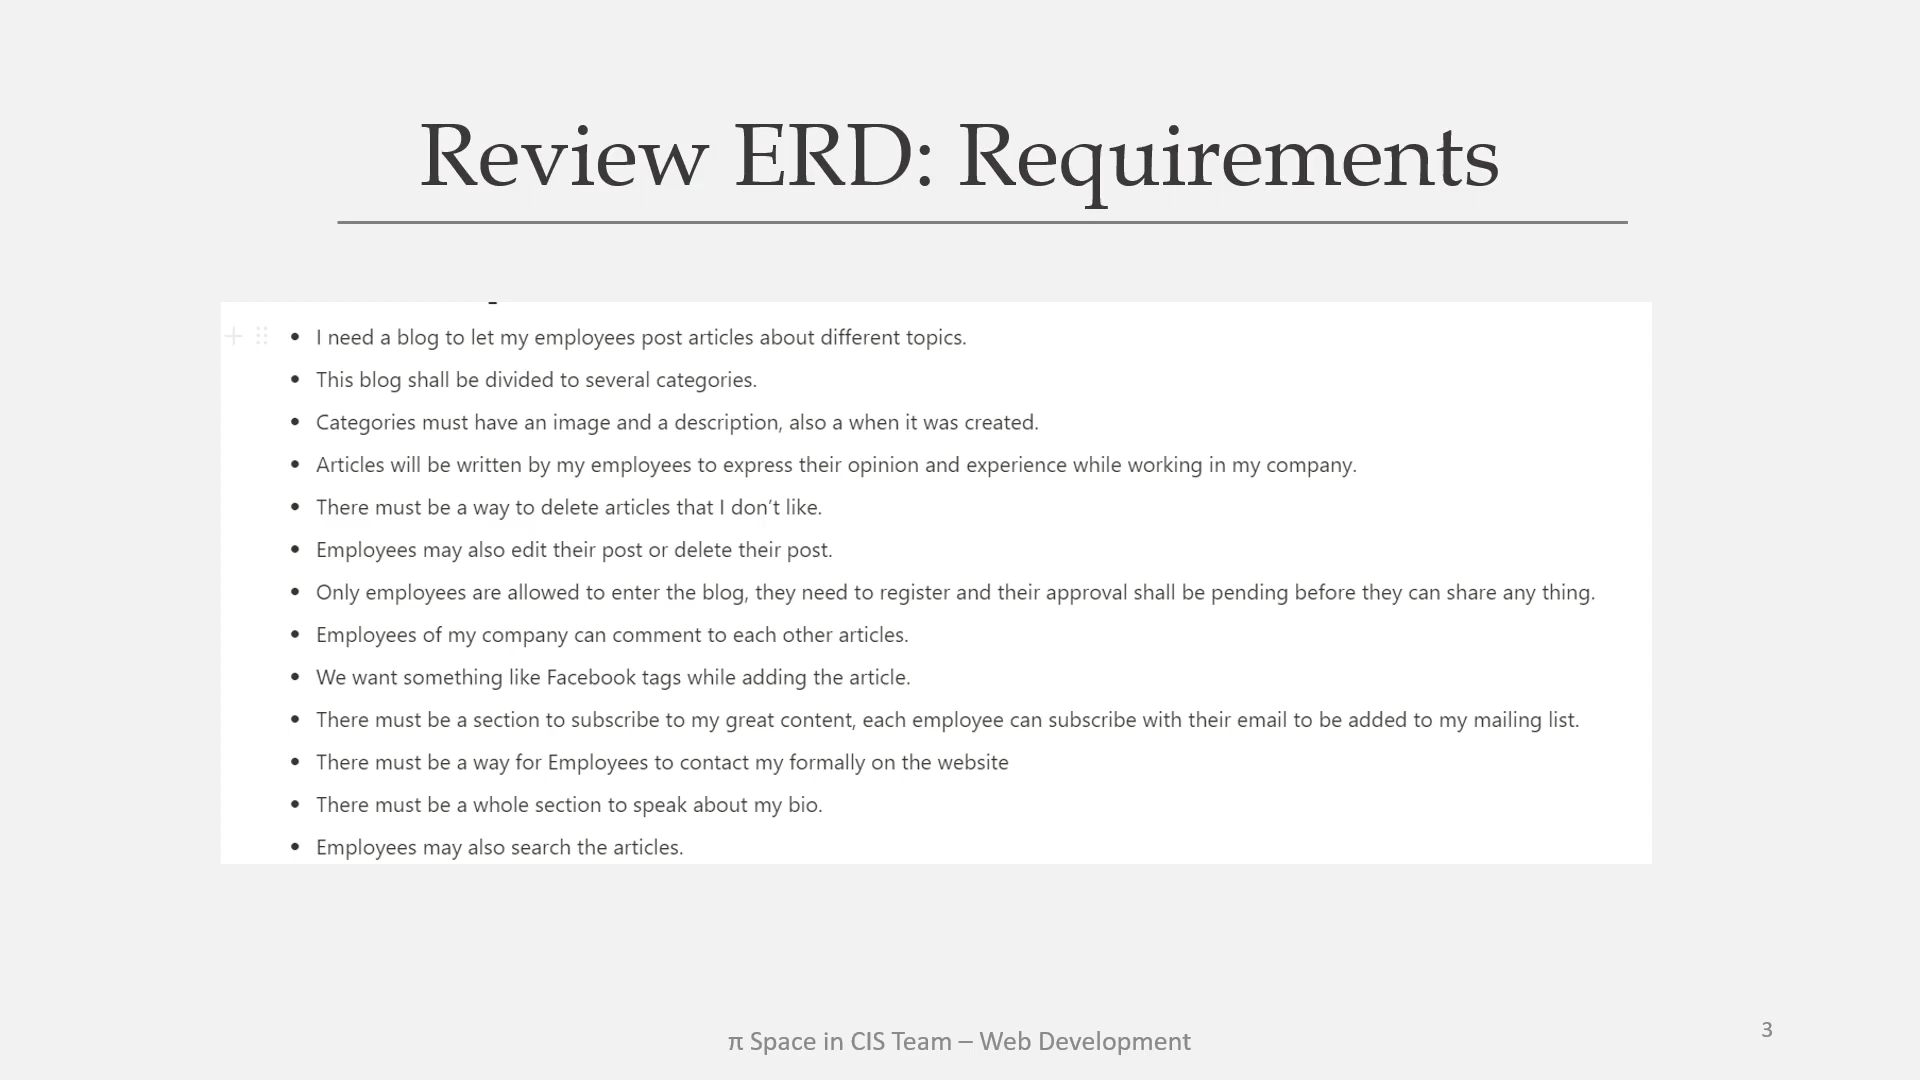 Review ERD: Requirements
• I need a blog to let my employees post articles about different topics.
• This blog shall be divided to several categories.
• Categories must have an image and a description, also a when it was created.
• Articles will be written by my employees to express their opinion and experience while working in my company.
• There must be a way to delete articles that I don’t like.
• Employees may also edit their post or delete their post.
• Only employees are allowed to enter the blog, they need to register and their approval shall be pending before they can share any thing.
• Employees of my company can comment to each other articles.
• We want something like Facebook tags while adding the article.
• There must be a section to subscribe to my great content, each employee can subscribe with their email to be added to my mailing list.
• There must be a way for Employees to contact my formally on the website
• There must be a whole section to speak about my bio.
• Employees may also search the articles.
π Space in CIS Team – Web Development
3